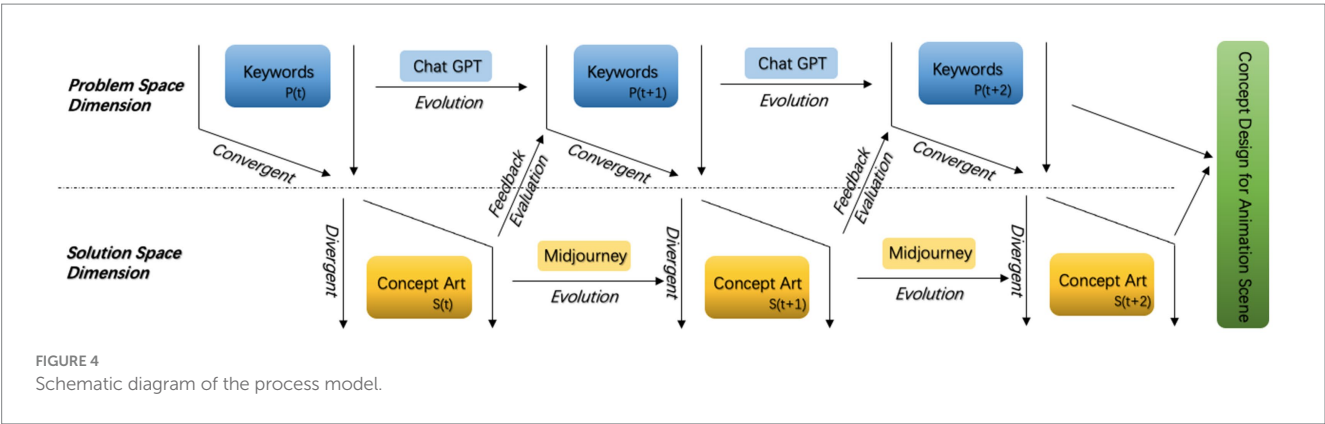 Problem Space
Dimension
Keywords
P(t)
Chat GPT
Evolution
Keywords
P(t+1)
Chat GPT
Evolution
Keywords
P(t+2)
Convergent
Feedback
Evaluation
Convergent
Feedback
Evaluation
Convergent
Solution Space
Dimension
Divergent
Concept Art
S(t)
Midjourney
Evolution
Divergent
Concept Art
S(t+1)
Midjourney
Evolution
Divergent
Concept Art
S(t+2)
Concept Design for Animation Scene
FIGURE 4
Schematic diagram of the process model.